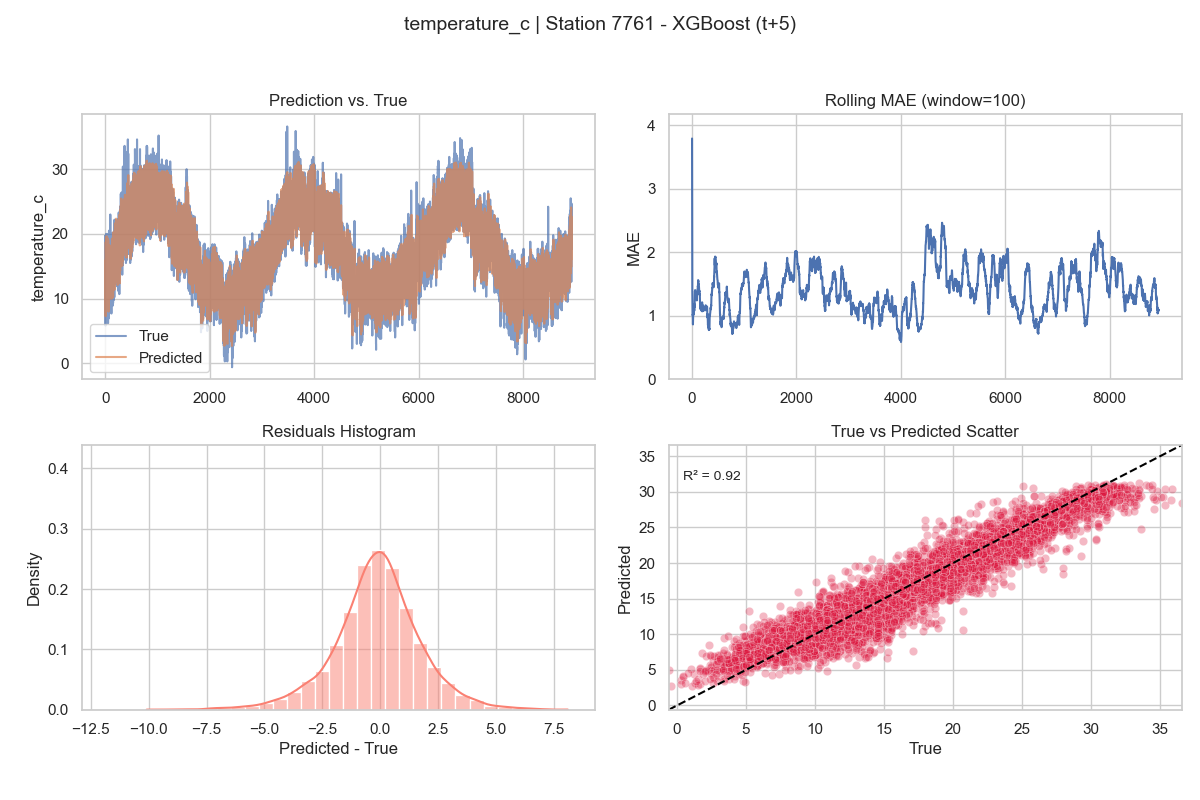 temperature_c | Station 7761 - XGBoost (t+5)
Prediction vs. True
temperature_c
30
20
10
0
0 2000 4000 6000 8000
True
Predicted
Rolling MAE (window=100)
MAE
4
3
2
1
0
0 2000 4000 6000 8000
Residuals Histogram
Density
0.4
0.3
0.2
0.1
0.0
−12.5 −10.0 −7.5 −5.0 −2.5 0.0 2.5 5.0 7.5
Predicted - True
True vs Predicted Scatter
R² = 0.92
Predicted
35
30
25
20
15
10
5
0
0 5 10 15 20 25 30 35
True